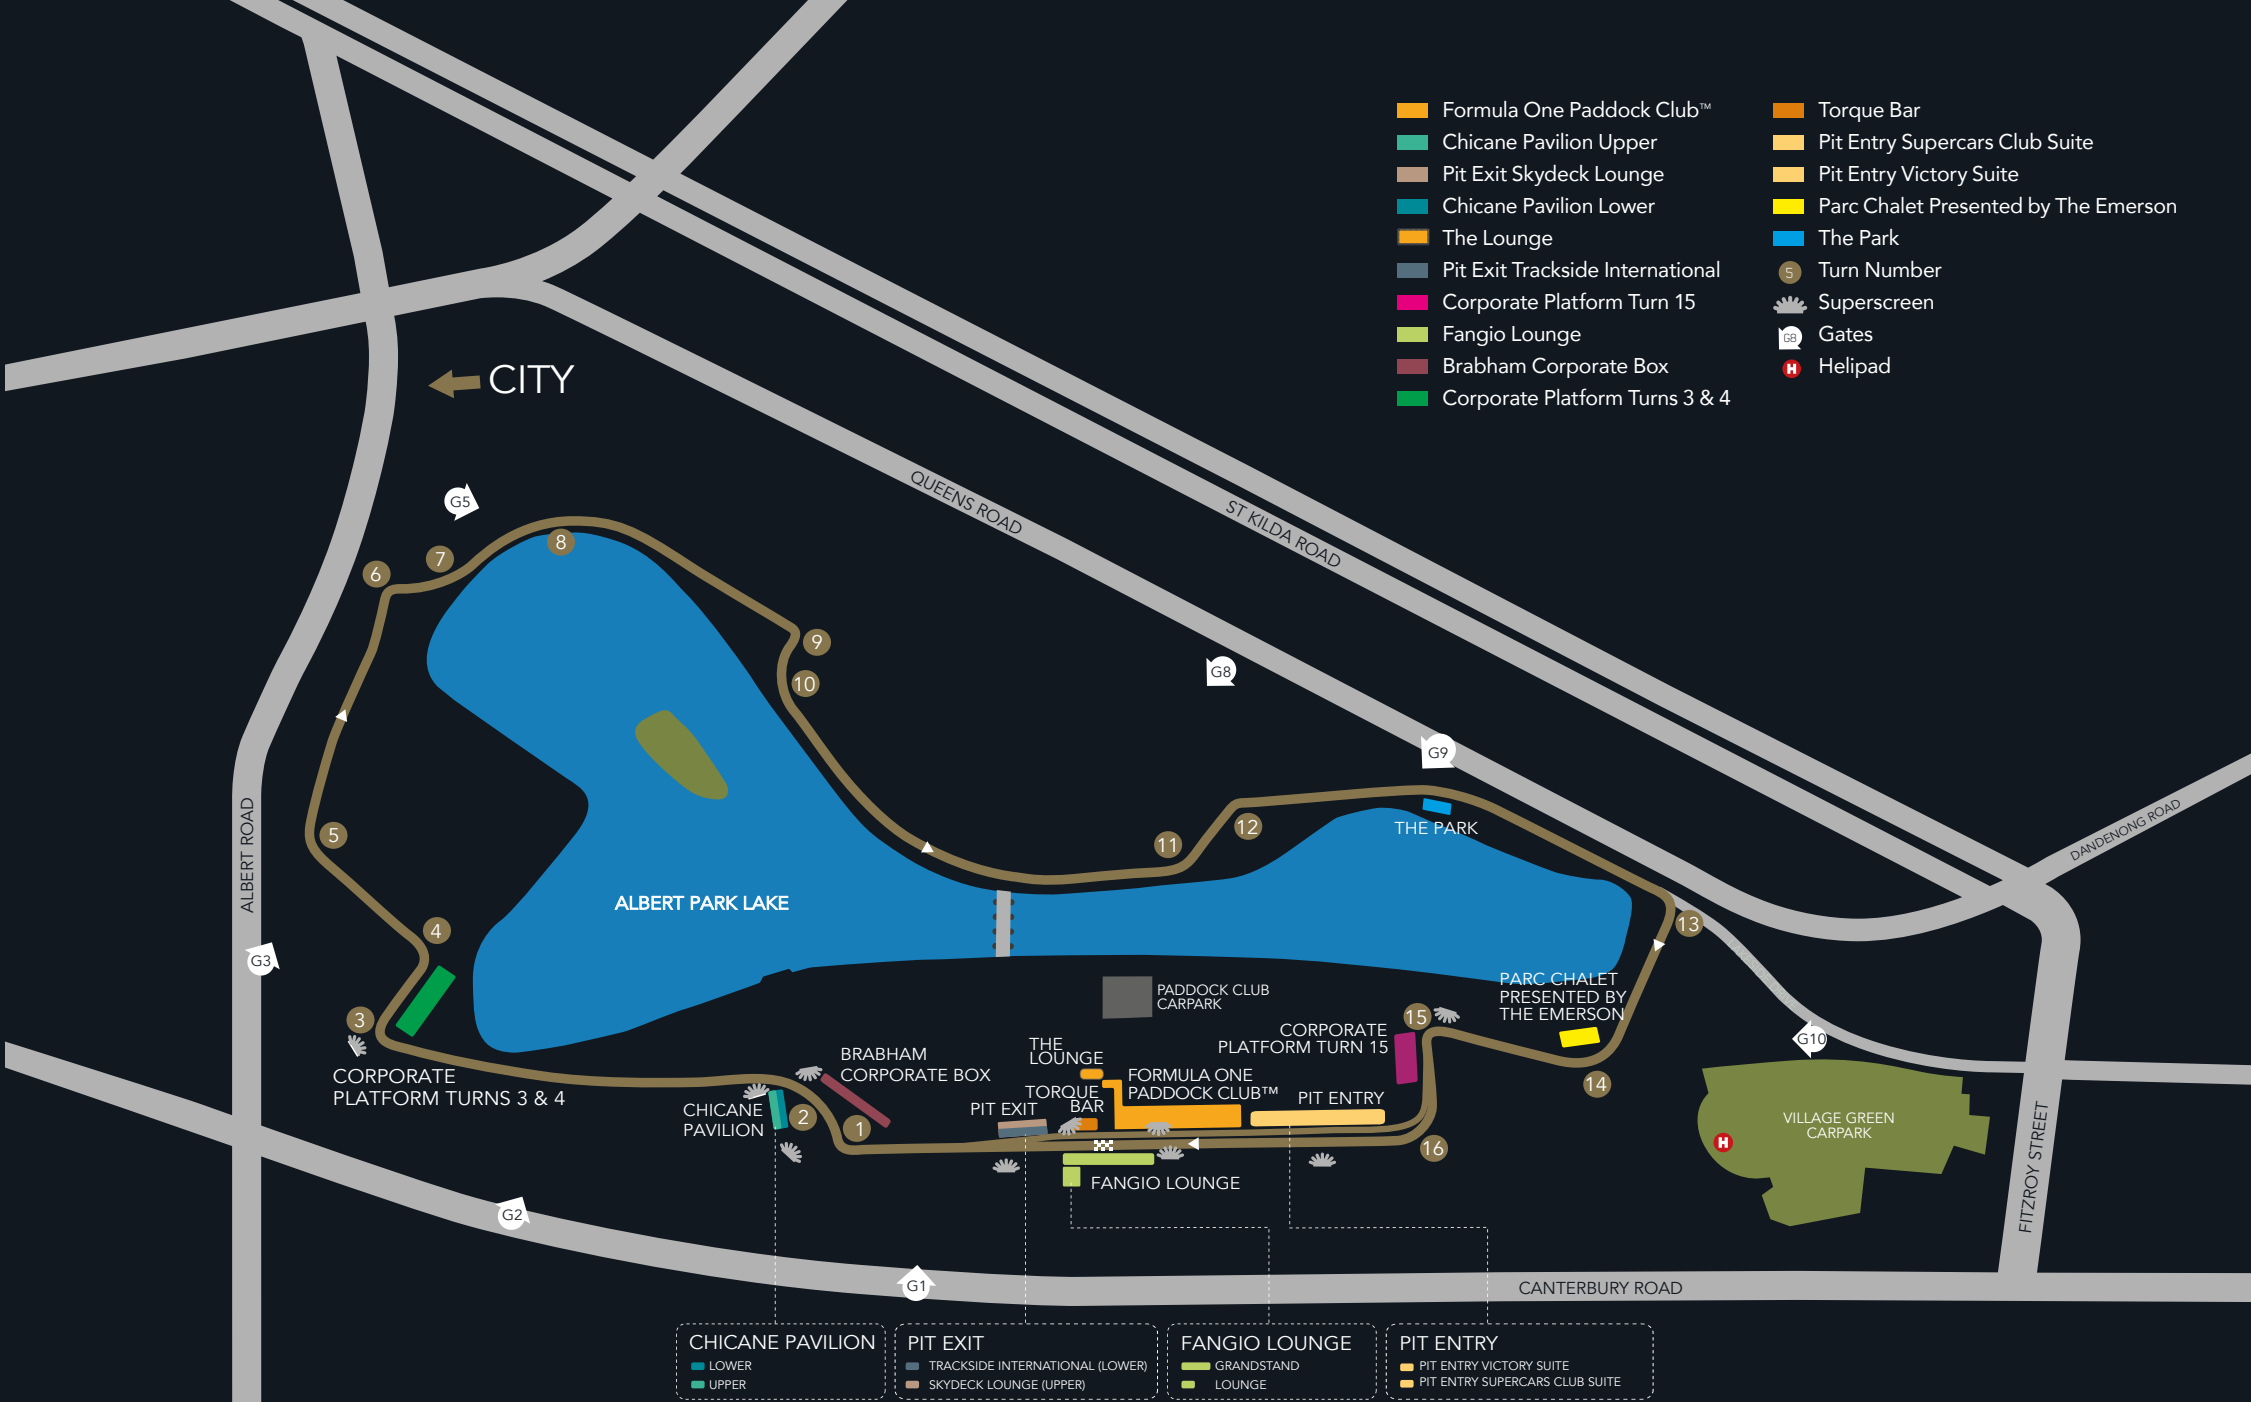 Formula One Paddock Club™
Chicane Pavilion Upper
Pit Exit Skydeck Lounge
Chicane Pavilion Lower
The Lounge
Pit Exit Trackside International
Corporate Platform Turn 15
Fangio Lounge
Brabham Corporate Box
Corporate Platform Turns 3 & 4
Torque Bar
Pit Entry Supercars Club Suite
Pit Entry Victory Suite
Parc Chalet Presented by The Emerson
The Park
5 Turn Number
Superscreen
G8 Gates
H Helipad
CITY
QUEENS ROAD
ST KILDA ROAD
DANDENONG ROAD
ALBERT ROAD
FITZROY STREET
CANTERBURY ROAD
G5
G8
G9
G10
G3
G2
G1
6
7
8
9
10
11
12
13
5
4
3
2
1
14
15
16
THE PARK
ALBERT PARK LAKE
PADDOCK CLUB
CARPARK
PARC CHALET
PRESENTED BY
THE EMERSON
CORPORATE
PLATFORM TURN 15
THE
LOUNGE
BRABHAM
CORPORATE BOX
FORMULA ONE
PADDOCK CLUB™
TORQUE
BAR
PIT EXIT
PIT ENTRY
CORPORATE
PLATFORM TURNS 3 & 4
CHICANE
PAVILION
FANGIO LOUNGE
VILLAGE GREEN
CARPARK
H
CHICANE PAVILION
LOWER
UPPER
PIT EXIT
TRACKSIDE INTERNATIONAL (LOWER)
SKYDECK LOUNGE (UPPER)
FANGIO LOUNGE
GRANDSTAND
LOUNGE
PIT ENTRY
PIT ENTRY VICTORY SUITE
PIT ENTRY SUPERCARS CLUB SUITE